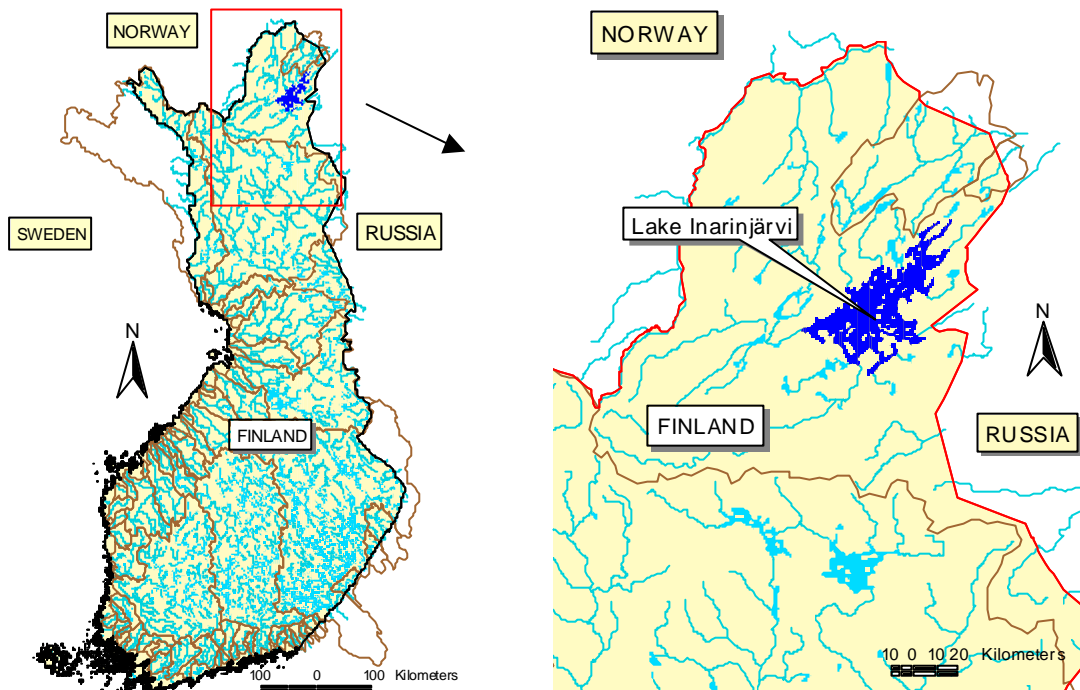 NORWAY
SWEDEN
RUSSIA
N
FINLAND
100 0 100 Kilometers
NORWAY
Lake Inarinjärvi
N
FINLAND
RUSSIA
10 0 10 20 Kilometers